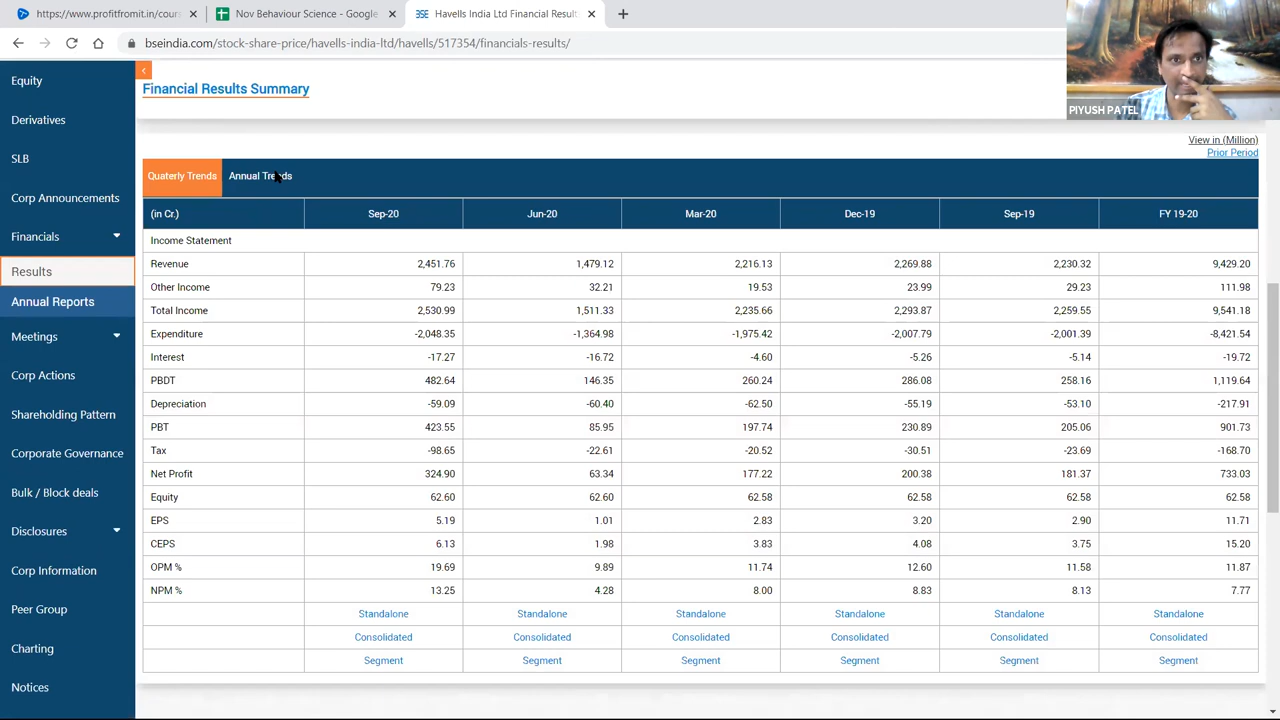 https://www.profitfromit.in/cour
Nov Behaviour Science - Google
Havells India Ltd Financial Result
bseindia.com/stock-share-price/havells-india-ltd/havells/517354/financials-results/
PIYUSH PATEL
Equity
Derivatives
SLB
Corp Announcements
Financials
Results
Annual Reports
Meetings
Corp Actions
Shareholding Pattern
Corporate Governance
Bulk / Block deals
Disclosures
Corp Information
Peer Group
Charting
Notices
Financial Results Summary
View in (Million)
Prior Period
Quaterly Trends Annual Trends
(in Cr.) Sep-20 Jun-20 Mar-20 Dec-19 Sep-19 FY 19-20
Income Statement
Revenue 2,451.76 1,479.12 2,216.13 2,269.88 2,230.32 9,429.20
Other Income 79.23 32.21 19.53 23.99 29.23 111.98
Total Income 2,530.99 1,511.33 2,235.66 2,293.87 2,259.55 9,541.18
Expenditure -2,048.35 -1,364.98 -1,975.42 -2,007.79 -2,001.39 -8,421.54
Interest -17.27 -16.72 -4.60 -5.26 -5.14 -19.72
PBDT 482.64 146.35 260.24 286.08 258.16 1,119.64
Depreciation -59.09 -60.40 -62.50 -55.19 -53.10 -217.91
PBT 423.55 85.95 197.74 230.89 205.06 901.73
Tax -98.65 -22.61 -20.52 -30.51 -23.69 -168.70
Net Profit 324.90 63.34 177.22 200.38 181.37 733.03
Equity 62.60 62.60 62.58 62.58 62.58 62.58
EPS 5.19 1.01 2.83 3.20 2.90 11.71
CEPS 6.13 1.98 3.83 4.08 3.75 15.20
OPM % 19.69 9.89 11.74 12.60 11.58 11.87
NPM % 13.25 4.28 8.00 8.83 8.13 7.77
Standalone Standalone Standalone Standalone Standalone Standalone
Consolidated Consolidated Consolidated Consolidated Consolidated Consolidated
Segment Segment Segment Segment Segment Segment